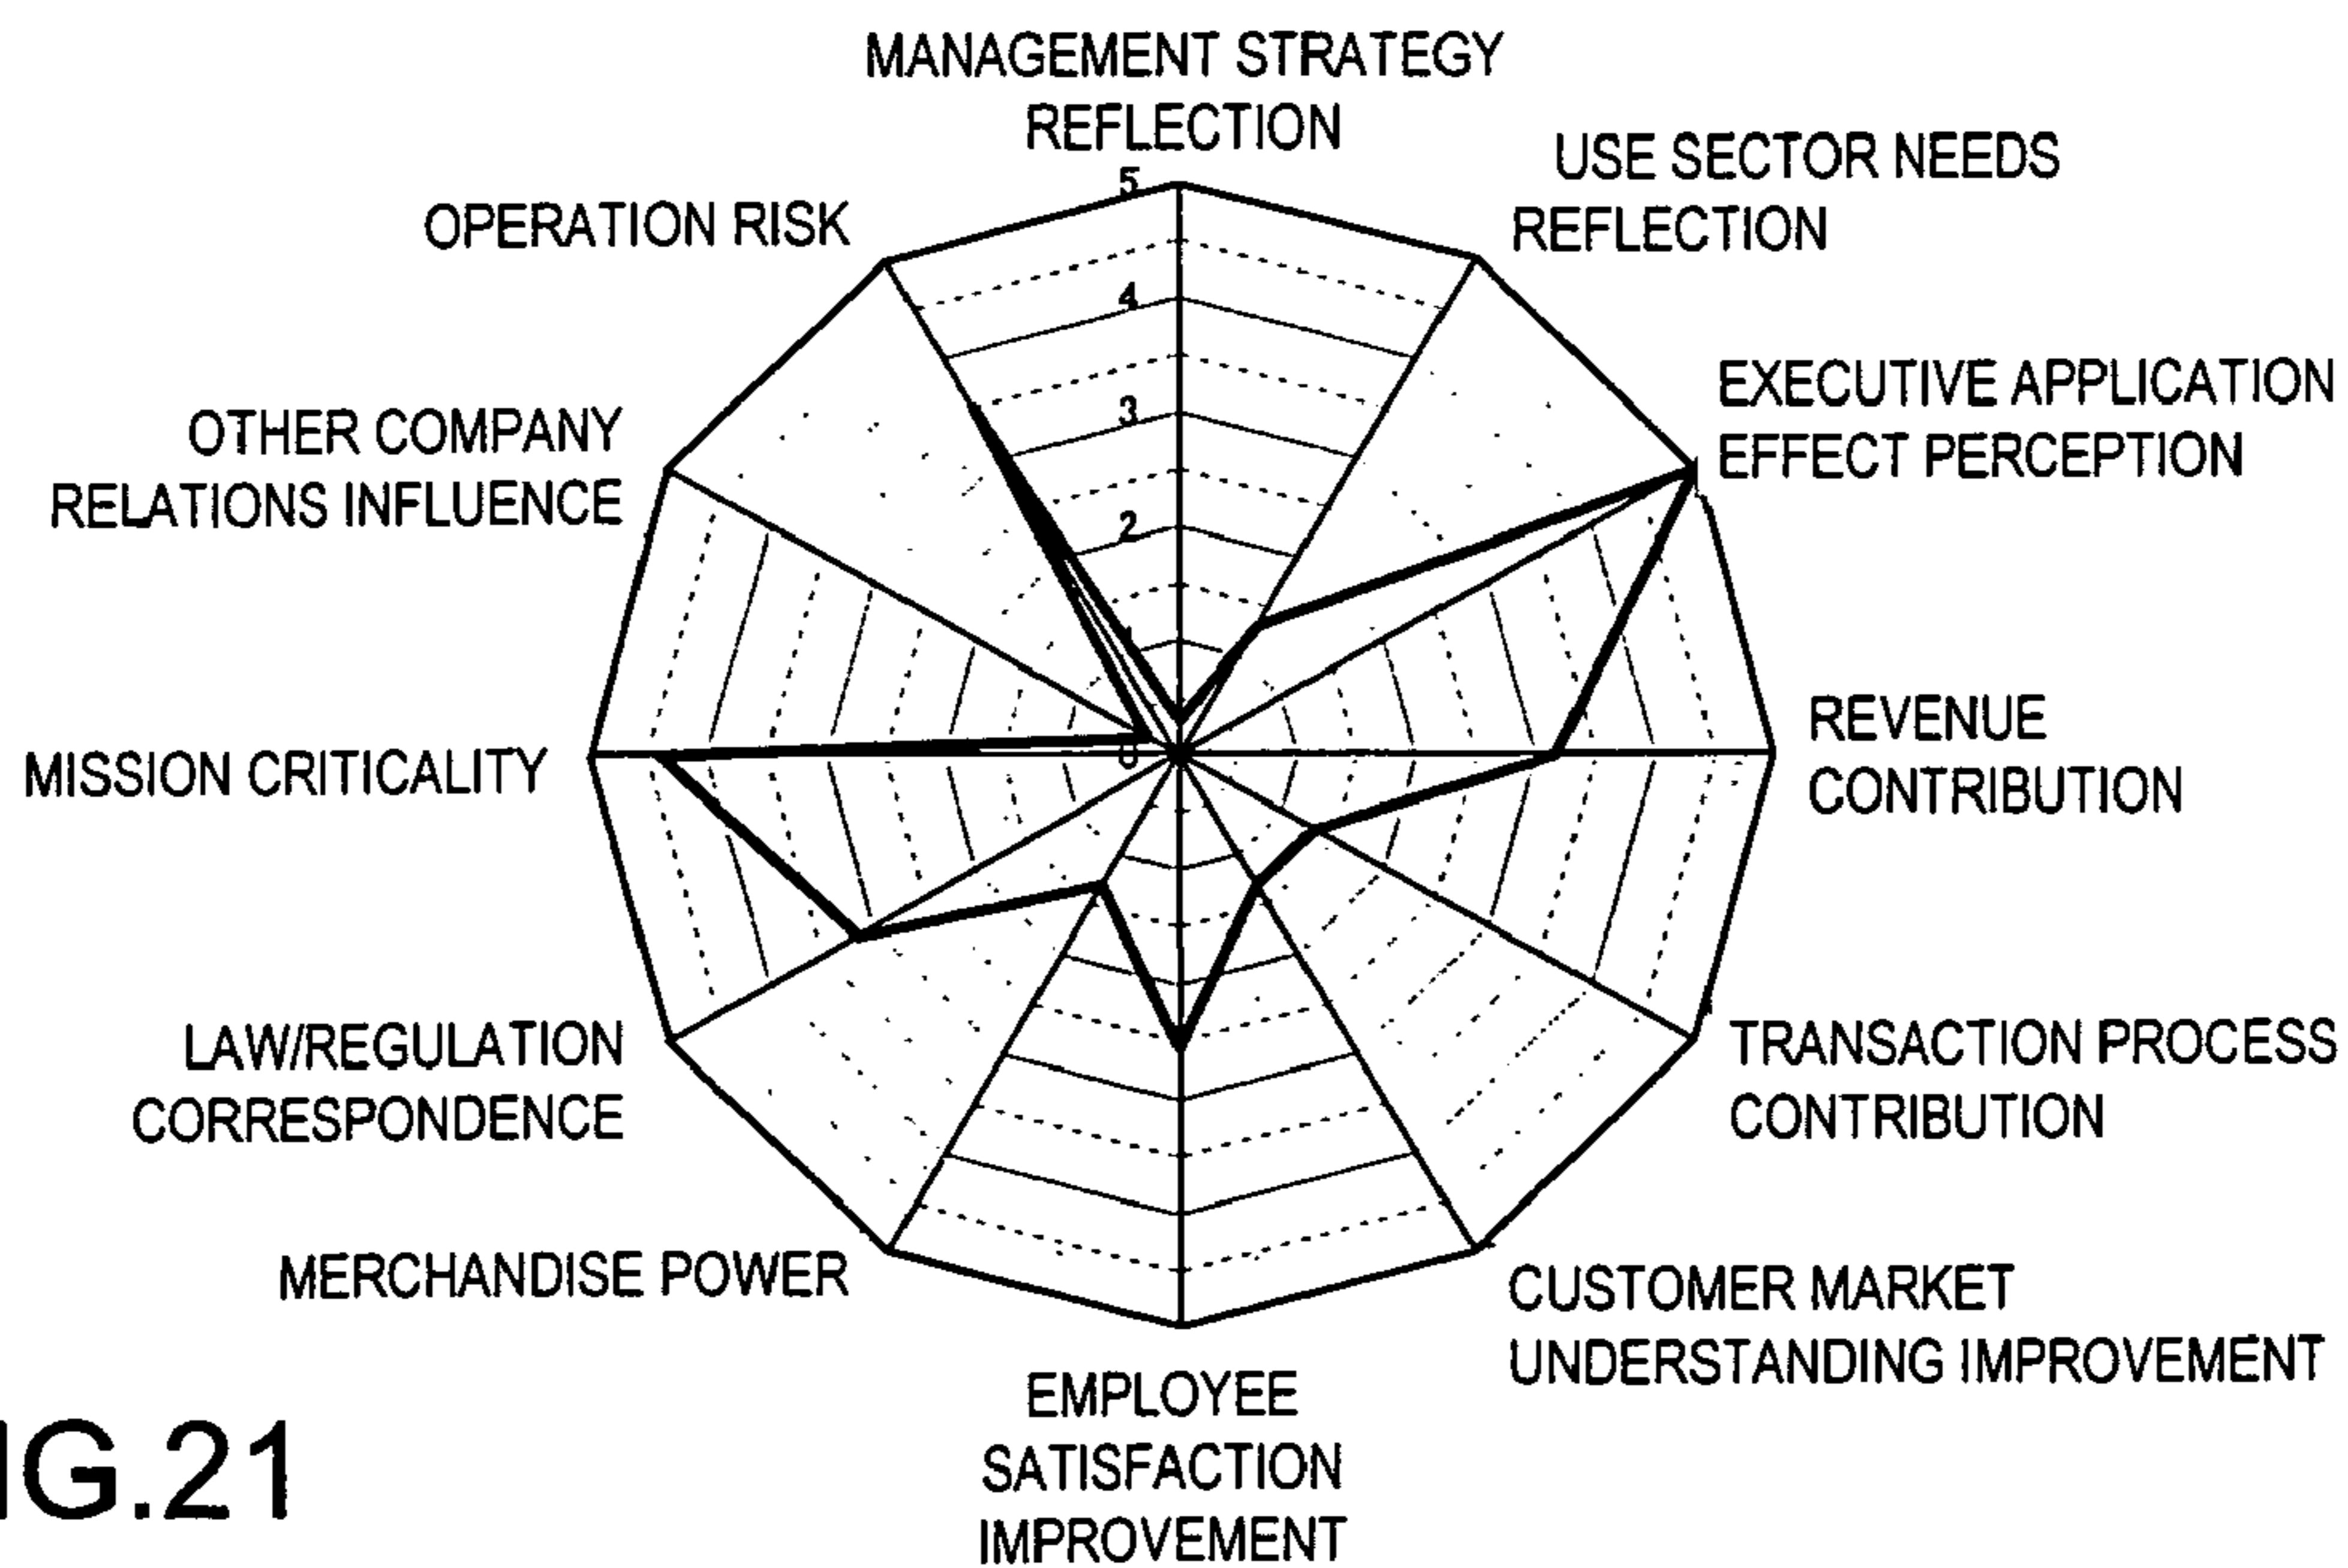 MANAGEMENT STRATEGY
REFLECTION
USE SECTOR NEEDS
REFLECTION
OPERATION RISK
5
4
3
2
1
0
EXECUTIVE APPLICATION
EFFECT PERCEPTION
OTHER COMPANY
RELATIONS INFLUENCE
REVENUE
CONTRIBUTION
MISSION CRITICALITY
TRANSACTION PROCESS
CONTRIBUTION
LAW/REGULATION
CORRESPONDENCE
MERCHANDISE POWER
CUSTOMER MARKET
UNDERSTANDING IMPROVEMENT
EMPLOYEE
SATISFACTION
IMPROVEMENT
IG.21